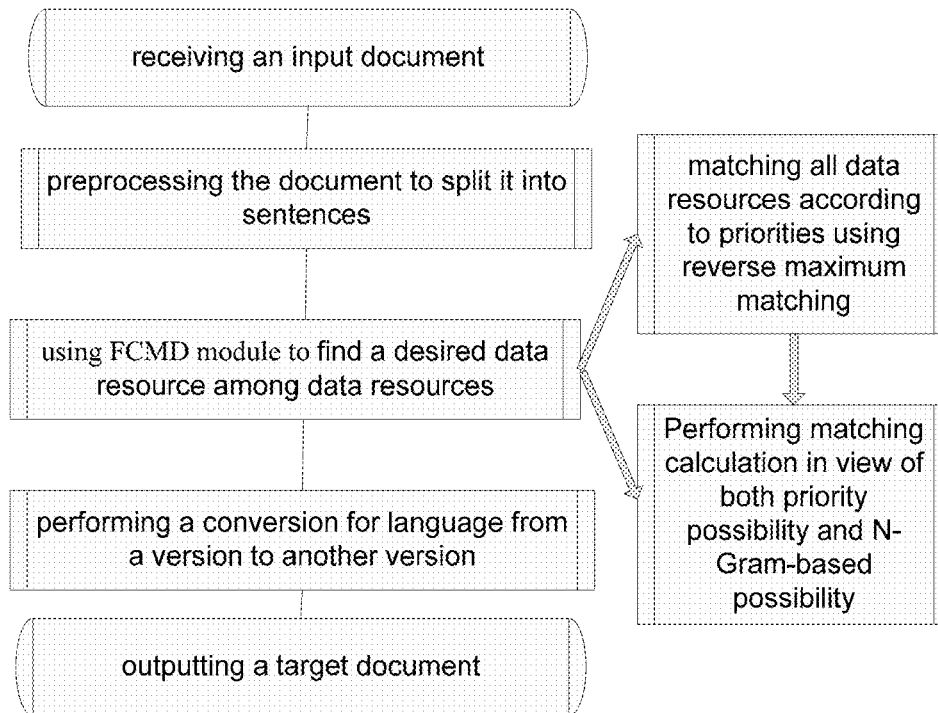 receiving an input document
preprocessing the document to split it into
sentences
using FCMD module to find a desired data
resource among data resources
performing a conversion for language from
a version to another version
outputting a target document
matching all data
resources according
to priorities using
reverse maximum
matching
Performing matching
calculation in view of
both priority
possibility and N-
Gram-based
possibility